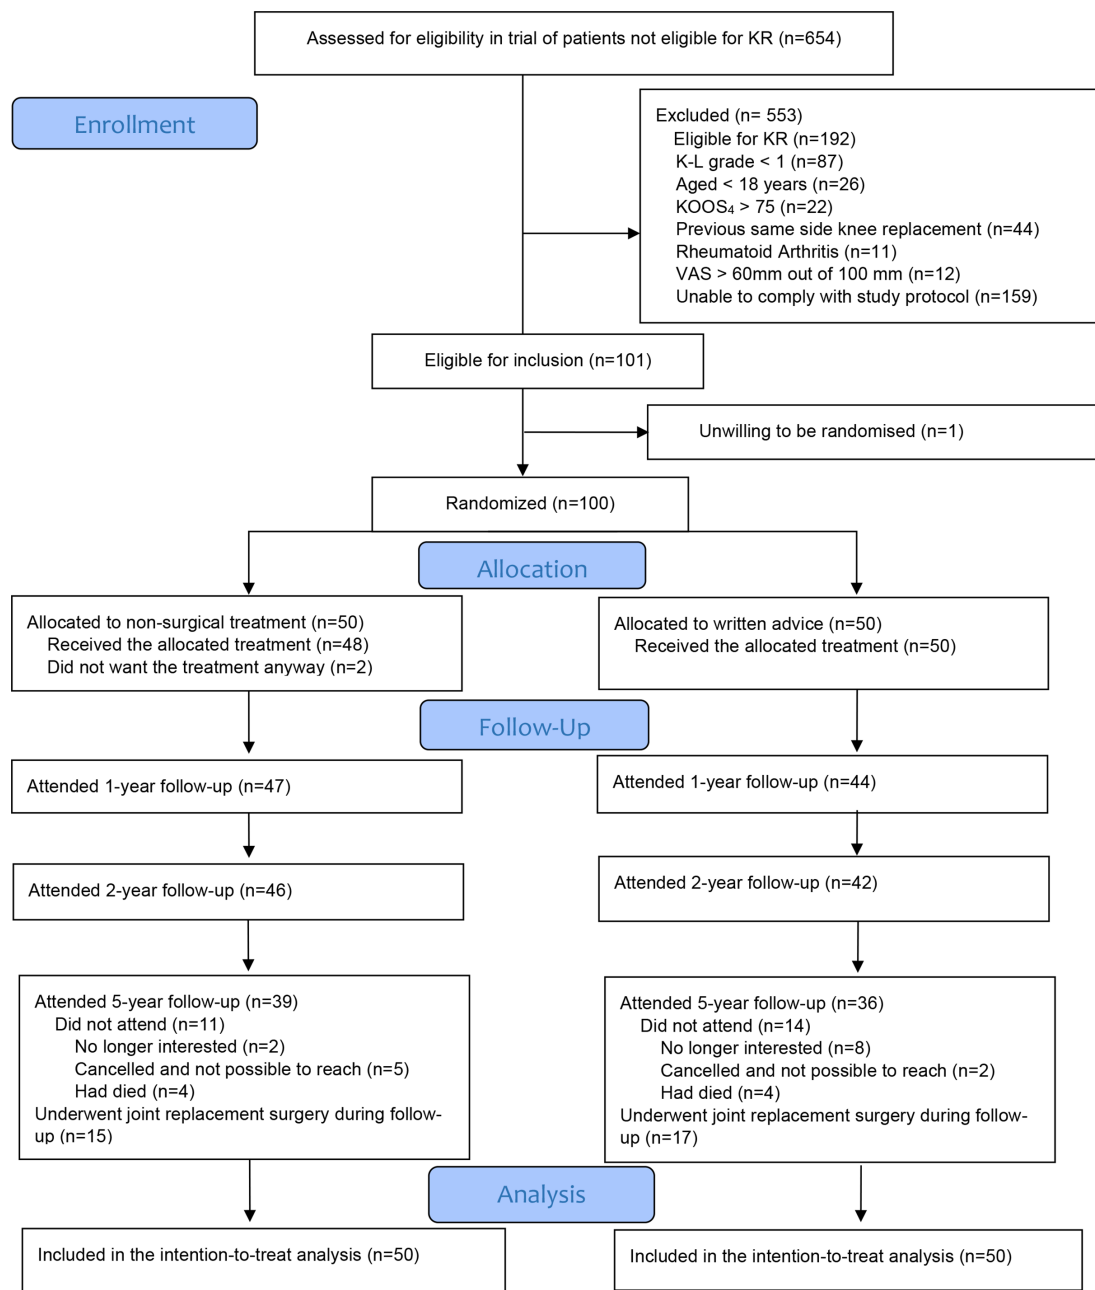 Assessed for eligibility in trial of patients not eligible for KR (n=654)
Enrollment
Excluded (n= 553)
Eligible for KR (n=192)
K-L grade < 1 (n=87)
Aged < 18 years (n=26)
KOOS₄ > 75 (n=22)
Previous same side knee replacement (n=44)
Rheumatoid Arthritis (n=11)
VAS > 60mm out of 100 mm (n=12)
Unable to comply with study protocol (n=159)
Eligible for inclusion (n=101)
Unwilling to be randomised (n=1)
Randomized (n=100)
Allocation
Allocated to non-surgical treatment (n=50)
Received the allocated treatment (n=48)
Did not want the treatment anyway (n=2)
Allocated to written advice (n=50)
Received the allocated treatment (n=50)
Follow-Up
Attended 1-year follow-up (n=47)
Attended 1-year follow-up (n=44)
Attended 2-year follow-up (n=46)
Attended 2-year follow-up (n=42)
Attended 5-year follow-up (n=39)
Did not attend (n=11)
No longer interested (n=2)
Cancelled and not possible to reach (n=5)
Had died (n=4)
Underwent joint replacement surgery during follow-
up (n=15)
Attended 5-year follow-up (n=36)
Did not attend (n=14)
No longer interested (n=8)
Cancelled and not possible to reach (n=2)
Had died (n=4)
Underwent joint replacement surgery during follow-
up (n=17)
Analysis
Included in the intention-to-treat analysis (n=50)
Included in the intention-to-treat analysis (n=50)